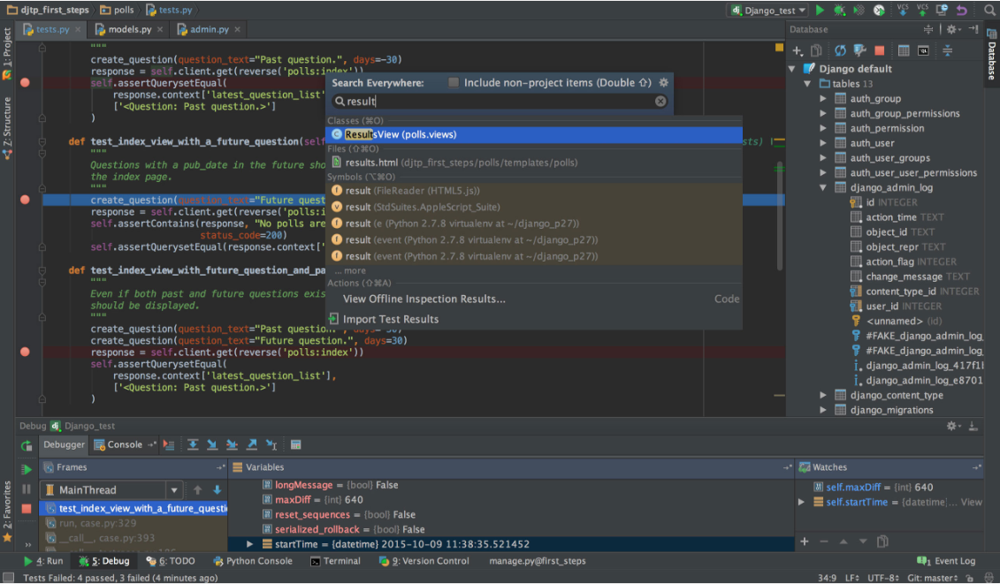 djtp_first_steps polls tests.py Django_test VCS VCS
tests.py models.py admin.py Database
1: Project
Z: Structure
2: Favorites
Database
"""
create_question(question_text="Past question.", days=-30)
response = self.client.get(reverse('polls:index'))
self.assertQuerysetEqual(
response.context['latest_question_list'
['<Question: Past question.>']
)
def test_index_view_with_a_future_question(self
"""
Questions with a pub_date in the future sho
the index page.
"""
create_question(question_text="Future quest
response = self.client.get(reverse('polls:i
self.assertContains(response, "No polls are
status_code=200)
self.assertQuerysetEqual(response.context['
def test_index_view_with_future_question_and_pa
"""
Even if both past and future questions exis
should be displayed.
"""
create_question(question_text="Past question.", days=-30)
create_question(question_text="Future question.", days=30)
response = self.client.get(reverse('polls:index'))
self.assertQuerysetEqual(
response.context['latest_question_list'],
['<Question: Past question.>']
)
Search Everywhere: Include non-project items (Double ⇧)
result
Classes (⌘O)
ResultsView (polls.views)
Files (⇧⌘O)
results.html (djtp_first_steps/polls/templates/polls)
Symbols (⌥⌘O)
result (FileReader (HTML5.js))
result (StdSuites.AppleScript_Suite)
result (e (Python 2.7.8 virtualenv at ~/django_p27))
result (event (Python 2.7.8 virtualenv at ~/django_p27))
result (event (Python 2.7.8 virtualenv at ~/django_p27))
... more
Actions (⇧⌘A)
View Offline Inspection Results... Code
Import Test Results
Django default
tables 13
auth_group
auth_group_permissions
auth_permission
auth_user
auth_user_groups
auth_user_user_permissions
django_admin_log
id INTEGER
action_time TEXT
object_id TEXT
object_repr TEXT
action_flag INTEGER
change_message TEXT
content_type_id INTEGER
user_id INTEGER
<unnamed> (id)
#FAKE_django_admin_log_
#FAKE_django_admin_log_
django_admin_log_417f1b
django_admin_log_e8701
django_content_type
django_migrations
Debug Django_test
Debugger Console
Frames Variables Watches
MainThread
test_index_view_with_a_future_questi
run, case.py:329
__call__, case.py:393
longMessage = {bool} False
maxDiff = {int} 640
reset_sequences = {bool} False
serialized_rollback = {bool} False
startTime = {datetime} 2015-10-09 11:38:35.521452
self.maxDiff = {int} 640
self.startTime = {datetime}... View
4: Run 5: Debug 6: TODO Python Console Terminal 9: Version Control manage.py@first_steps 1 Event Log
Tests Failed: 4 passed, 3 failed (4 minutes ago) 34:9 LF UTF-8 Git: master